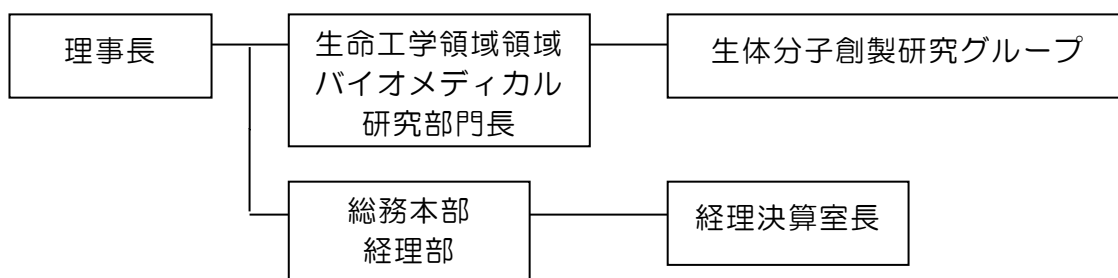 理事長
生命工学領域領域
バイオメディカル
研究部門長
生体分子創製研究グループ
総務本部
経理部
経理決算室長